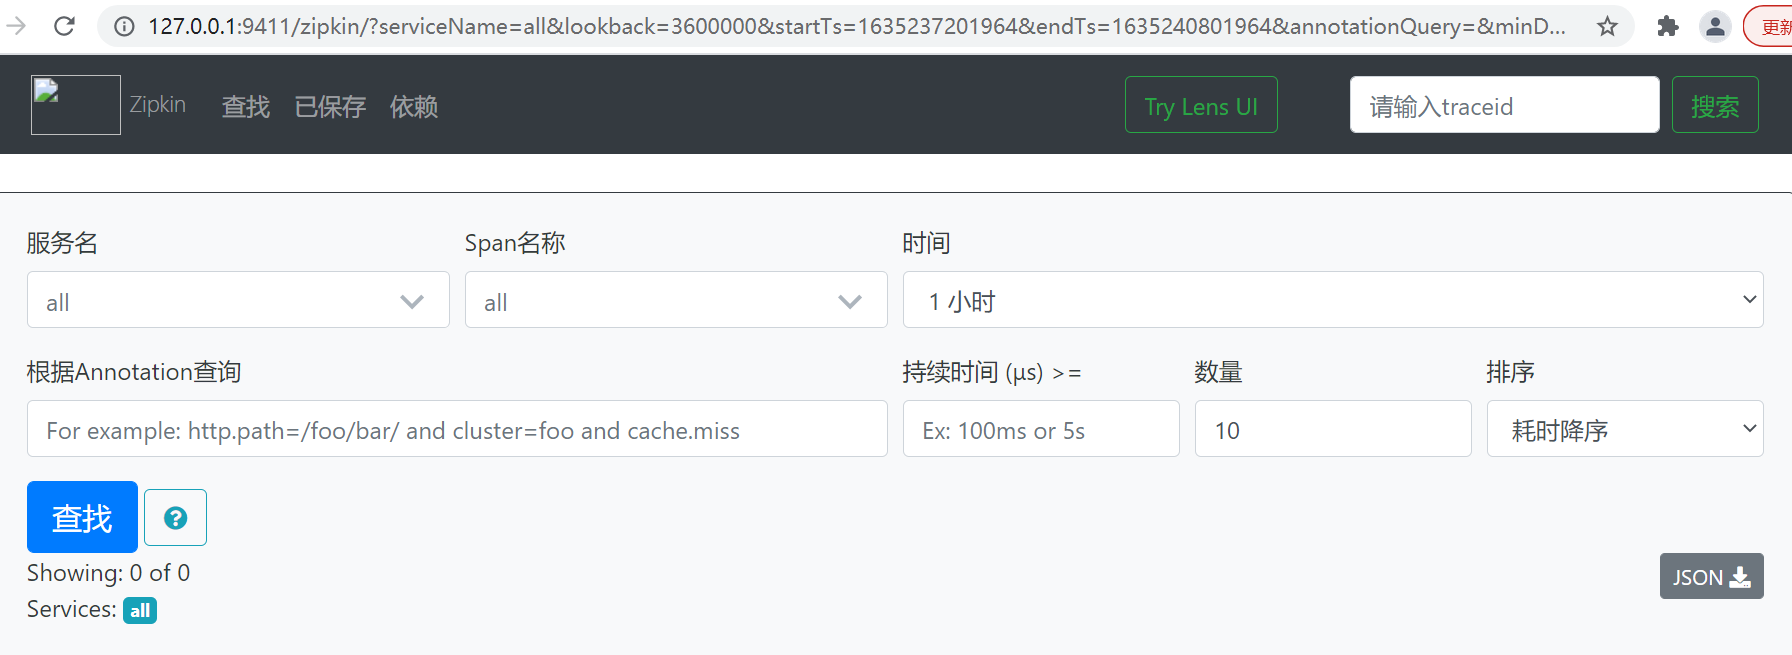 127.0.0.1:9411/zipkin/?serviceName=all&lookback=3600000&startTs=1635237201964&endTs=1635240801964&annotationQuery=&minD...
更新
Zipkin 查找 已保存 依赖 Try Lens UI 请输入traceid 搜索
服务名 Span名称 时间
all all 1 小时
根据Annotation查询 持续时间 (μs) >= 数量 排序
For example: http.path=/foo/bar/ and cluster=foo and cache.miss Ex: 100ms or 5s 10 耗时降序
查找 ?
Showing: 0 of 0
JSON
Services: all